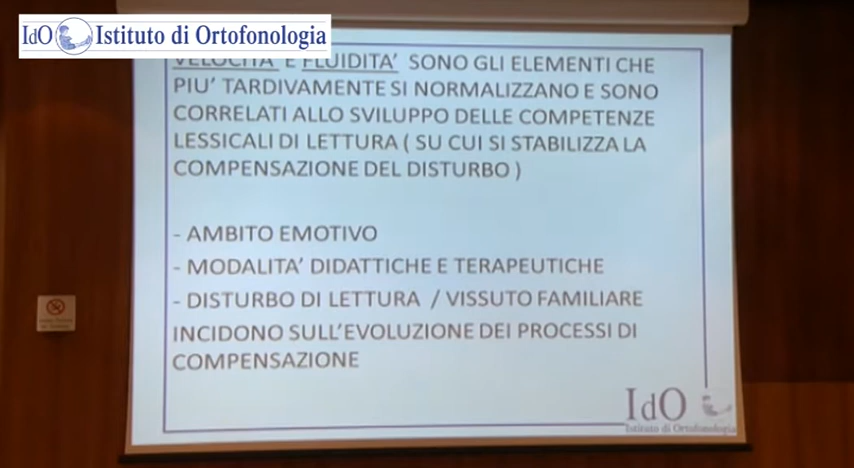 IdO Istituto di Ortofonologia
VELOCITA' E FLUIDITA' SONO GLI ELEMENTI CHE
PIU' TARDIVAMENTE SI NORMALIZZANO E SONO
CORRELATI ALLO SVILUPPO DELLE COMPETENZE
LESSICALI DI LETTURA ( SU CUI SI STABILIZZA LA
COMPENSAZIONE DEL DISTURBO )
- AMBITO EMOTIVO
- MODALITA' DIDATTICHE E TERAPEUTICHE
- DISTURBO DI LETTURA / VISSUTO FAMILIARE
INCIDONO SULL'EVOLUZIONE DEI PROCESSI DI
COMPENSAZIONE
IdO
Istituto di Ortofonologia